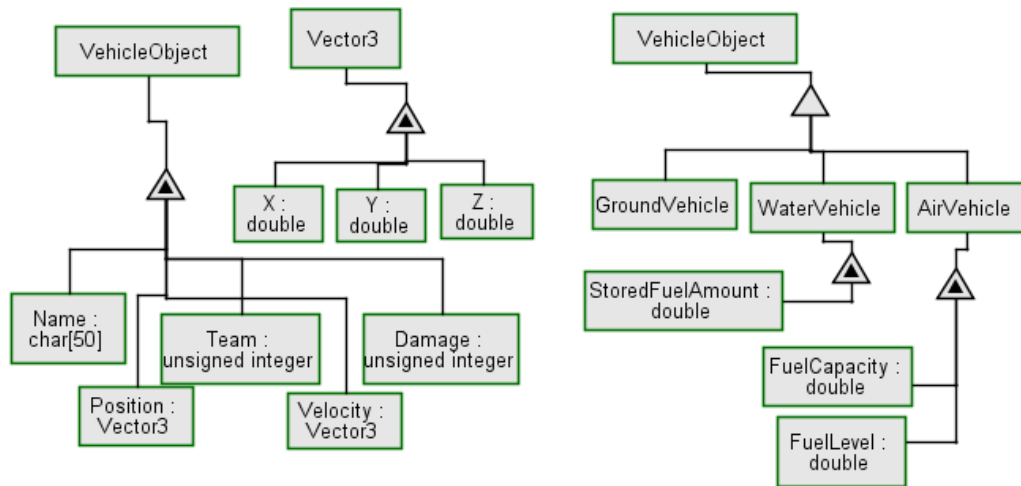 VehicleObject
Vector3
X :
double
Y :
double
Z :
double
Name :
char[50]
Team :
unsigned integer
Damage :
unsigned integer
Position :
Vector3
Velocity :
Vector3
VehicleObject
GroundVehicle
WaterVehicle
AirVehicle
StoredFuelAmount :
double
FuelCapacity :
double
FuelLevel :
double